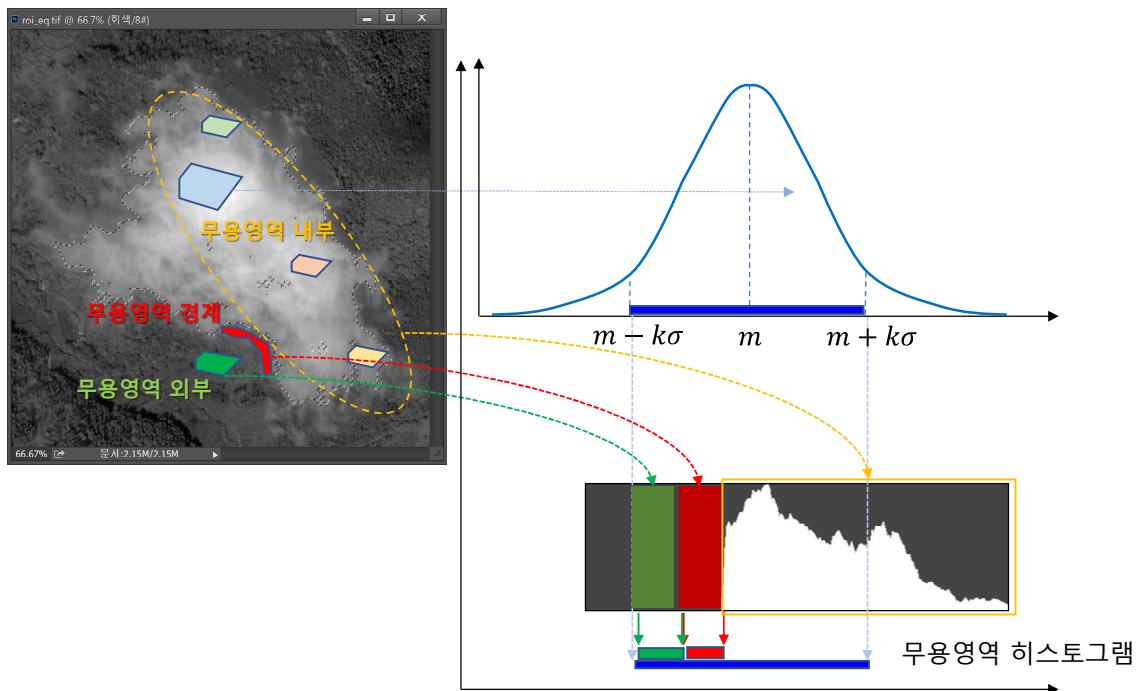 roi_eq.tif @ 66.7% (회색/8#)
무용영역 내부
무용영역 경계
무용영역 외부
66.67%
문서:2.15M/2.15M
m − kσ
m
m + kσ
무용영역 히스토그램